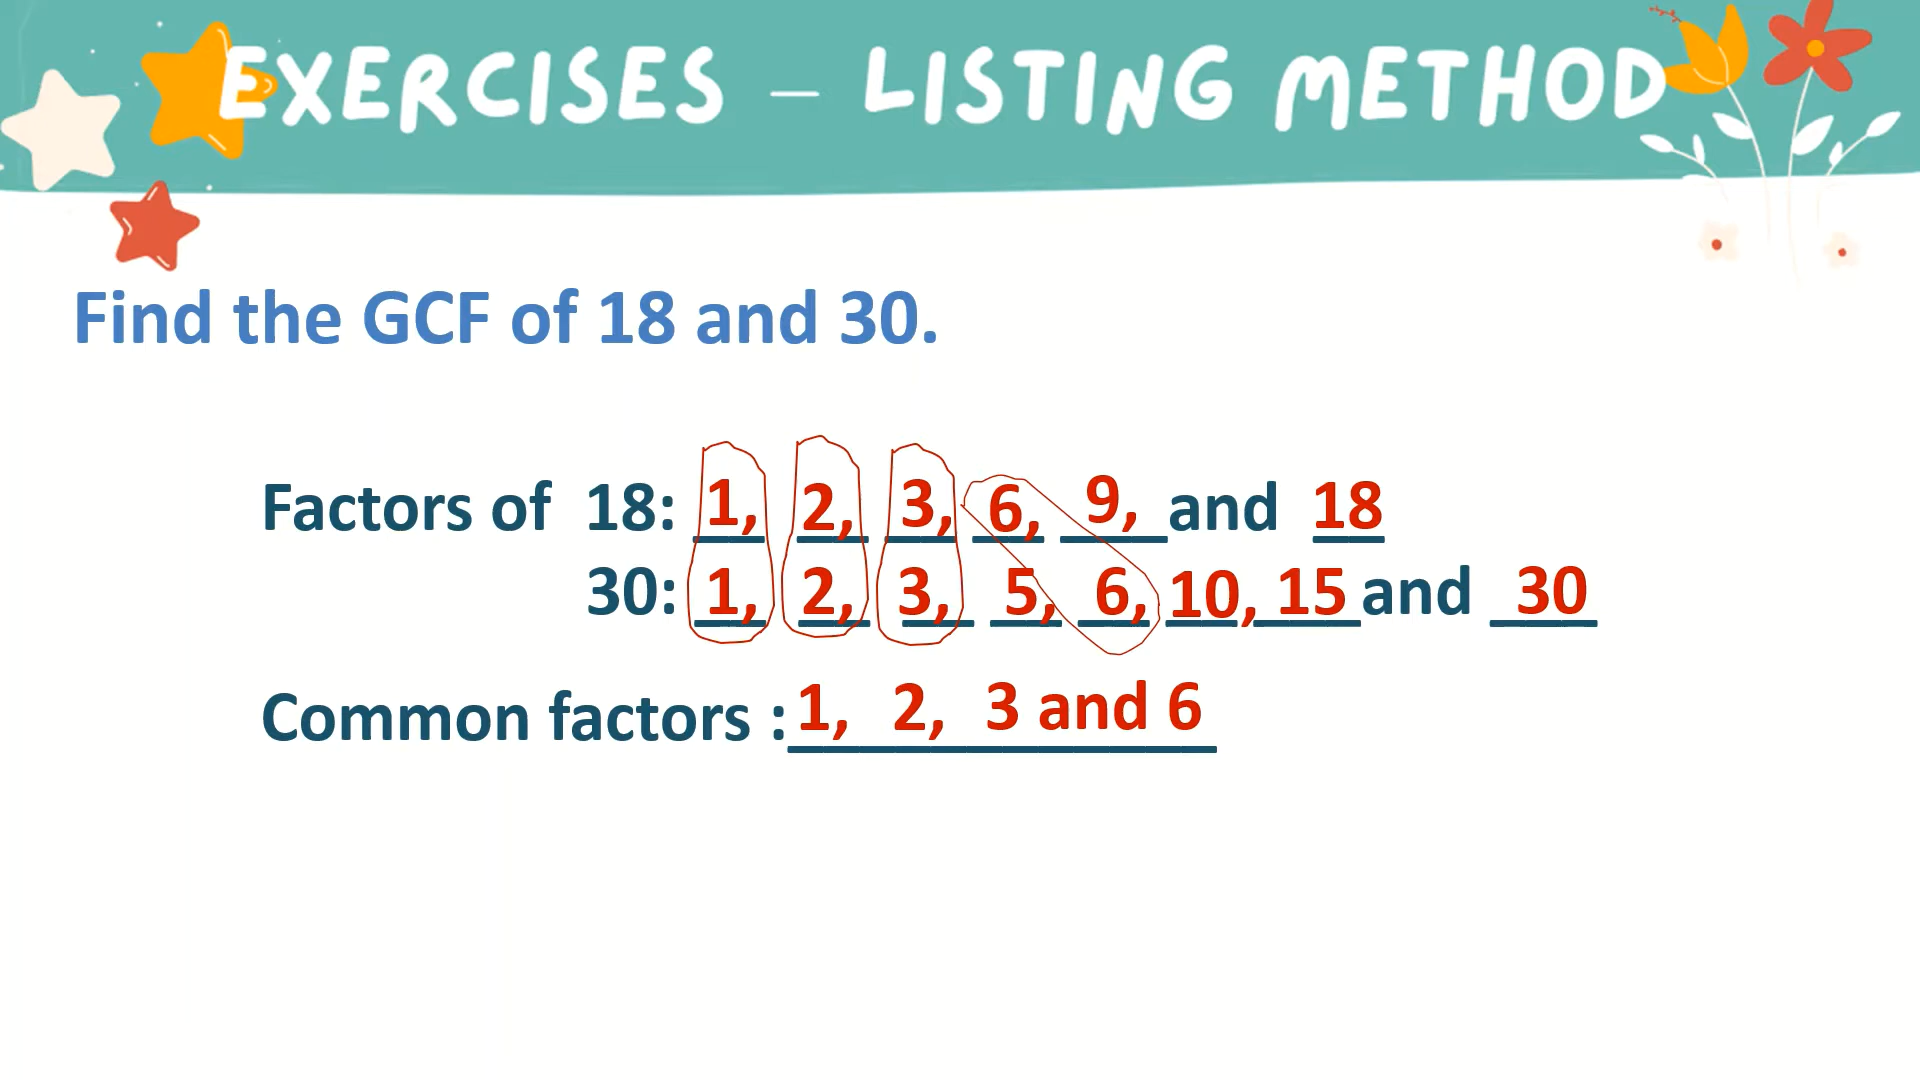 EXERCISES – LISTING METHOD
Find the GCF of 18 and 30.
Factors of 18: 1, 2, 3, 6, 9, and 18
30: 1, 2, 3, 5, 6, 10, 15 and 30
Common factors : 1, 2, 3 and 6